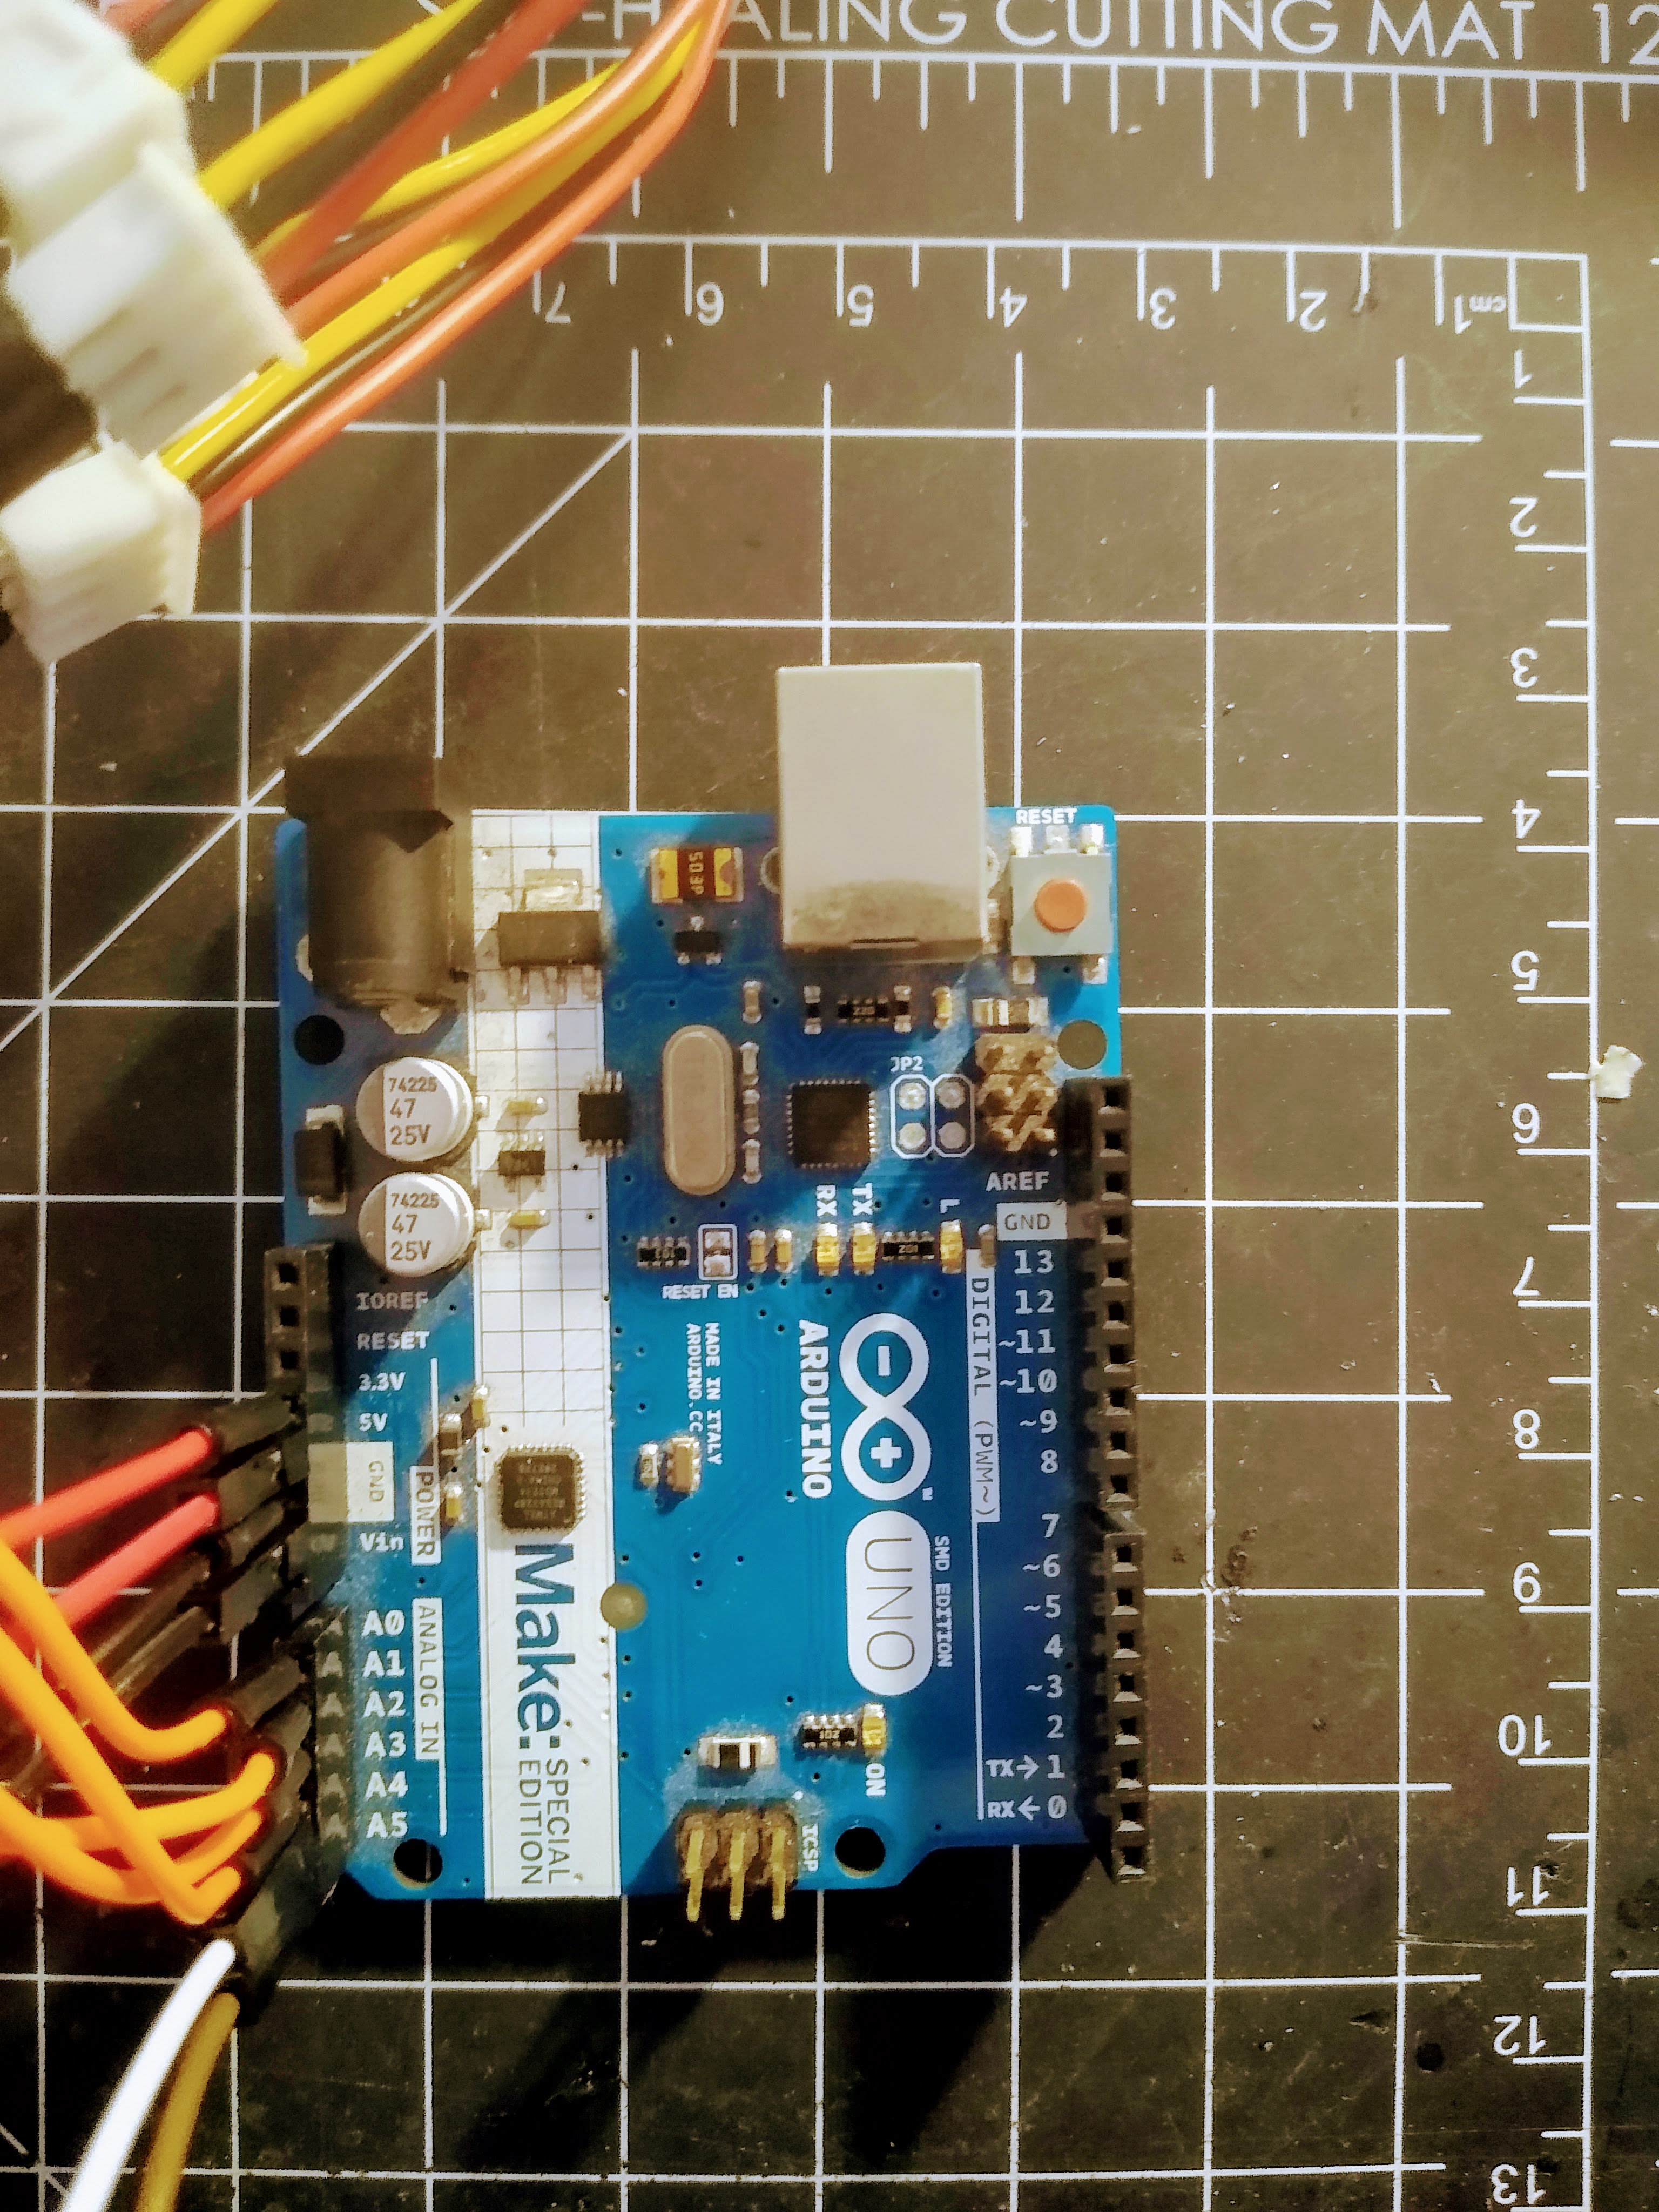 -HEALING CUTTING MAT 12
7 6 5 4 3 2 1 cm
1
2
3
4
5
6
7
8
9
10
11
12
13
RESET
503P
JP2
74225
47
25V
74225
47
25V
AREF
GND
13
12
~11
~10
~9
8
7
~6
~5
4
~3
2
TX→1
RX←0
DIGITAL (PWM~)
RX
TX
L
RESET EN
IOREF
RESET
3.3V
5V
GND
Vin
POWER
A0
A1
A2
A3
A4
A5
ANALOG IN
MADE IN ITALY
ARDUINO.CC
ARDUINO
UNO
SMD EDITION
Make:
SPECIAL
EDITION
ON
ICSP